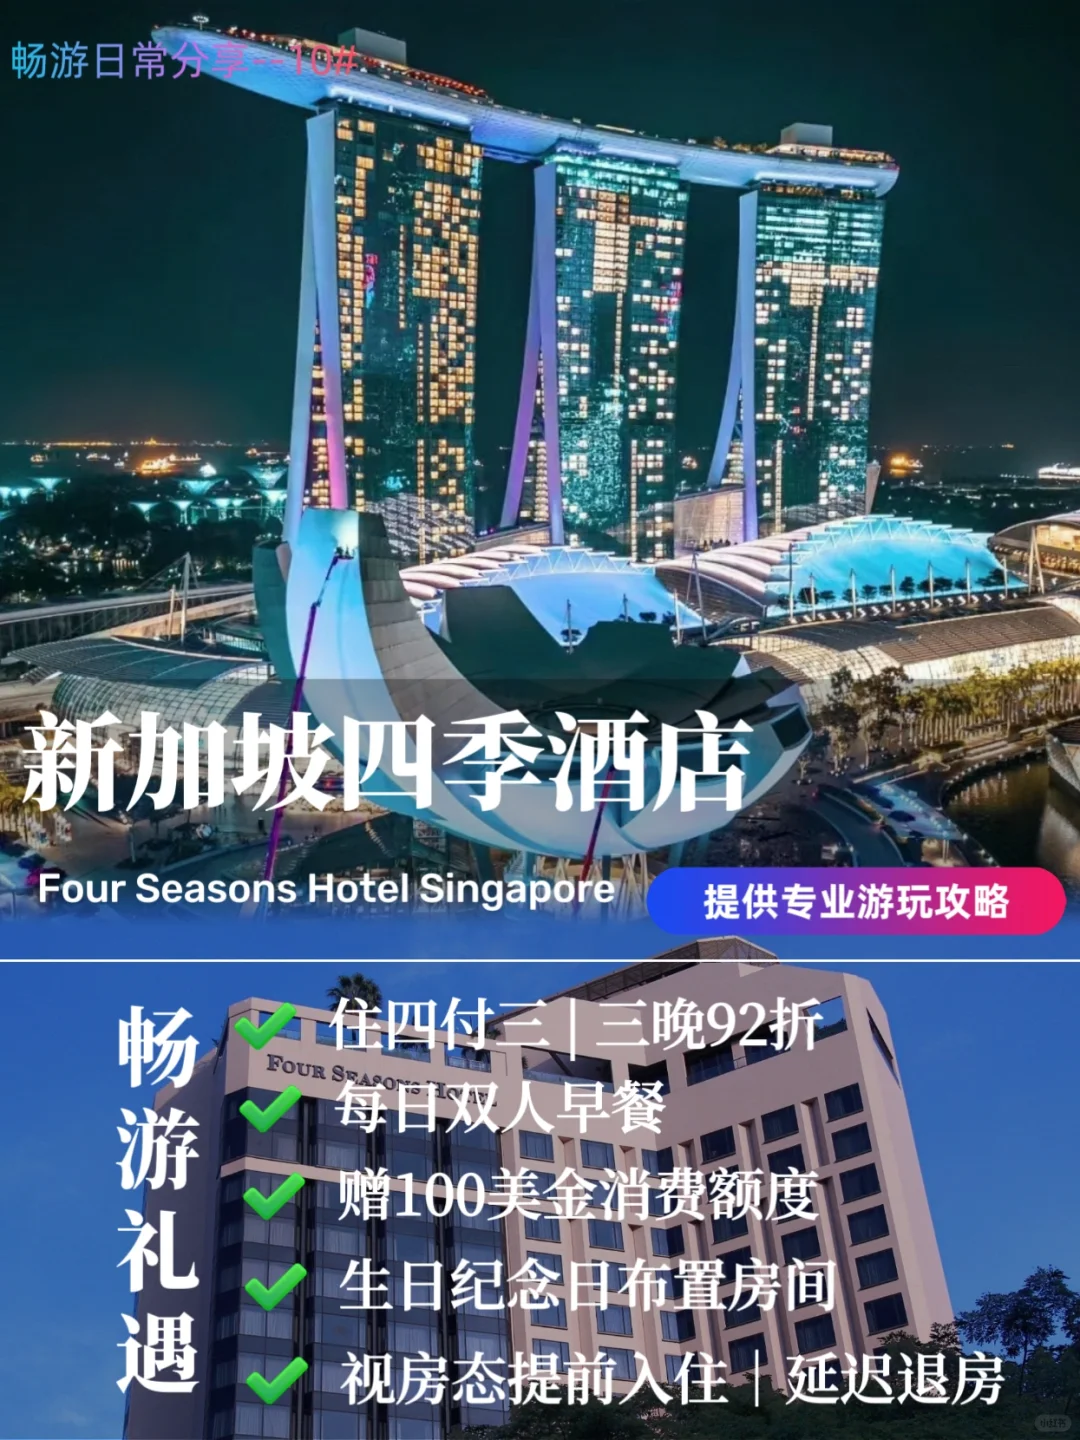 畅游日常分享--10#
新加坡四季酒店
Four Seasons Hotel Singapore
提供专业游玩攻略
畅游礼遇
住四付三 | 三晚92折
FOUR SEASONS HOTEL
每日双人早餐
赠100美金消费额度
生日纪念日布置房间
视房态提前入住 | 延迟退房
小红书